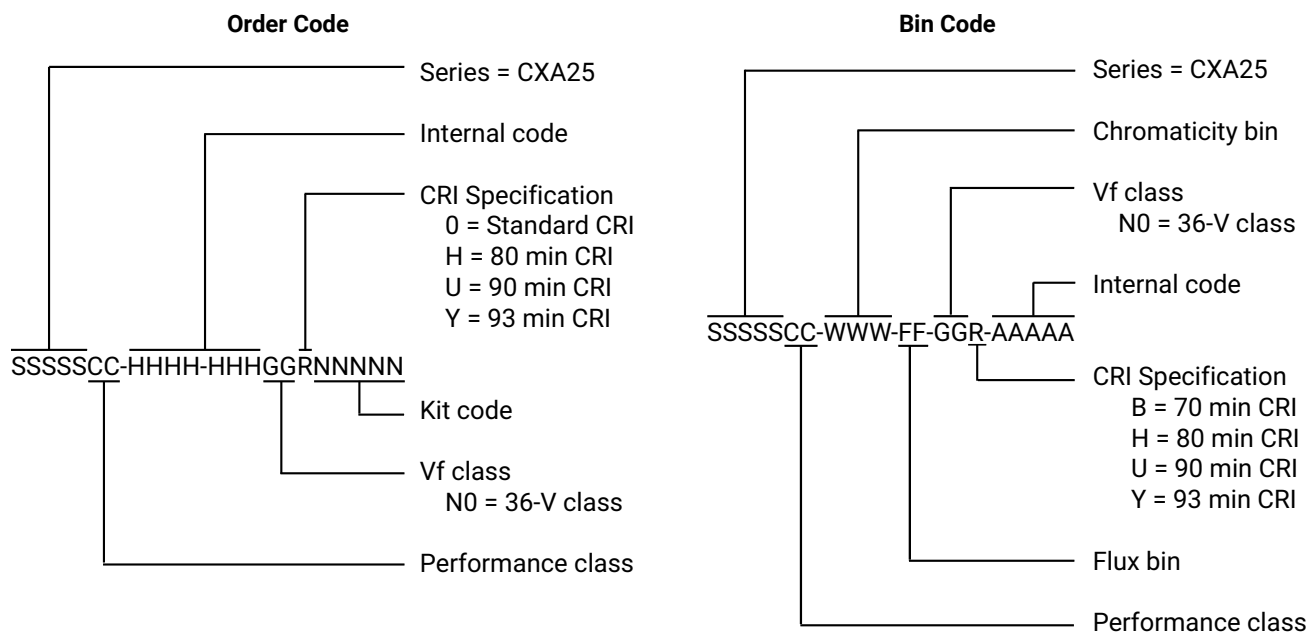 Order Code
Series = CXA25
Internal code
CRI Specification
0 = Standard CRI
H = 80 min CRI
U = 90 min CRI
Y = 93 min CRI
SSSSSCC-HHHH-HHHGGRNNNNN
Kit code
Vf class
N0 = 36-V class
Performance class
Bin Code
Series = CXA25
Chromaticity bin
Vf class
N0 = 36-V class
Internal code
SSSSSCC-WWW-FF-GGR-AAAAA
CRI Specification
B = 70 min CRI
H = 80 min CRI
U = 90 min CRI
Y = 93 min CRI
Flux bin
Performance class